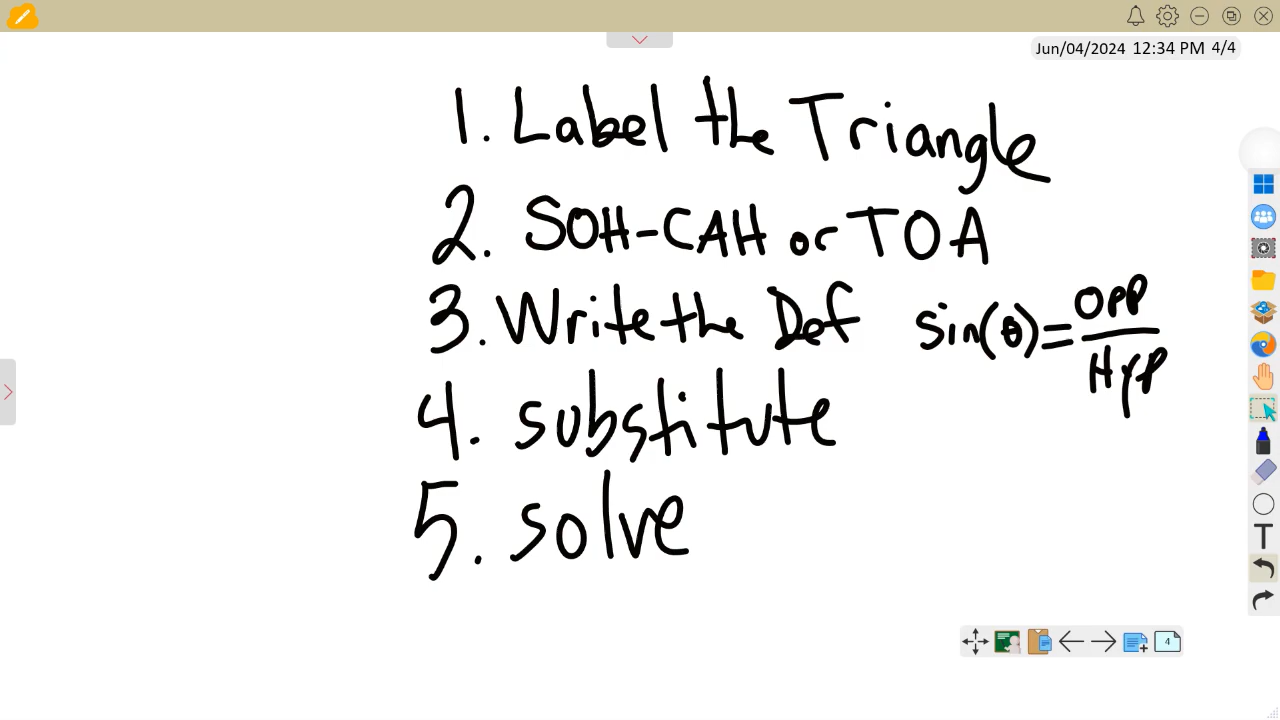 Jun/04/2024 12:34 PM 4/4
1. Label the Triangle
2. SOH-CAH or TOA
3. Write the Def sin(θ)=OPP/HYP
4. substitute
5. solve
T
4